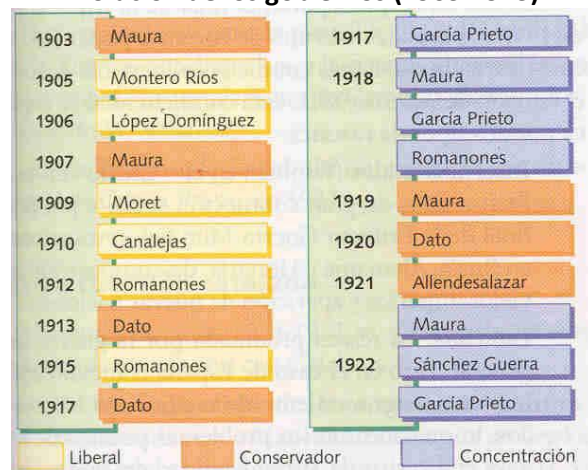 1903 Maura
1905 Montero Ríos
1906 López Domínguez
1907 Maura
1909 Moret
1910 Canalejas
1912 Romanones
1913 Dato
1915 Romanones
1917 Dato
1917 García Prieto
1918 Maura
García Prieto
Romanones
1919 Maura
1920 Dato
1921 Allendesalazar
Maura
1922 Sánchez Guerra
García Prieto
Liberal Conservador Concentración